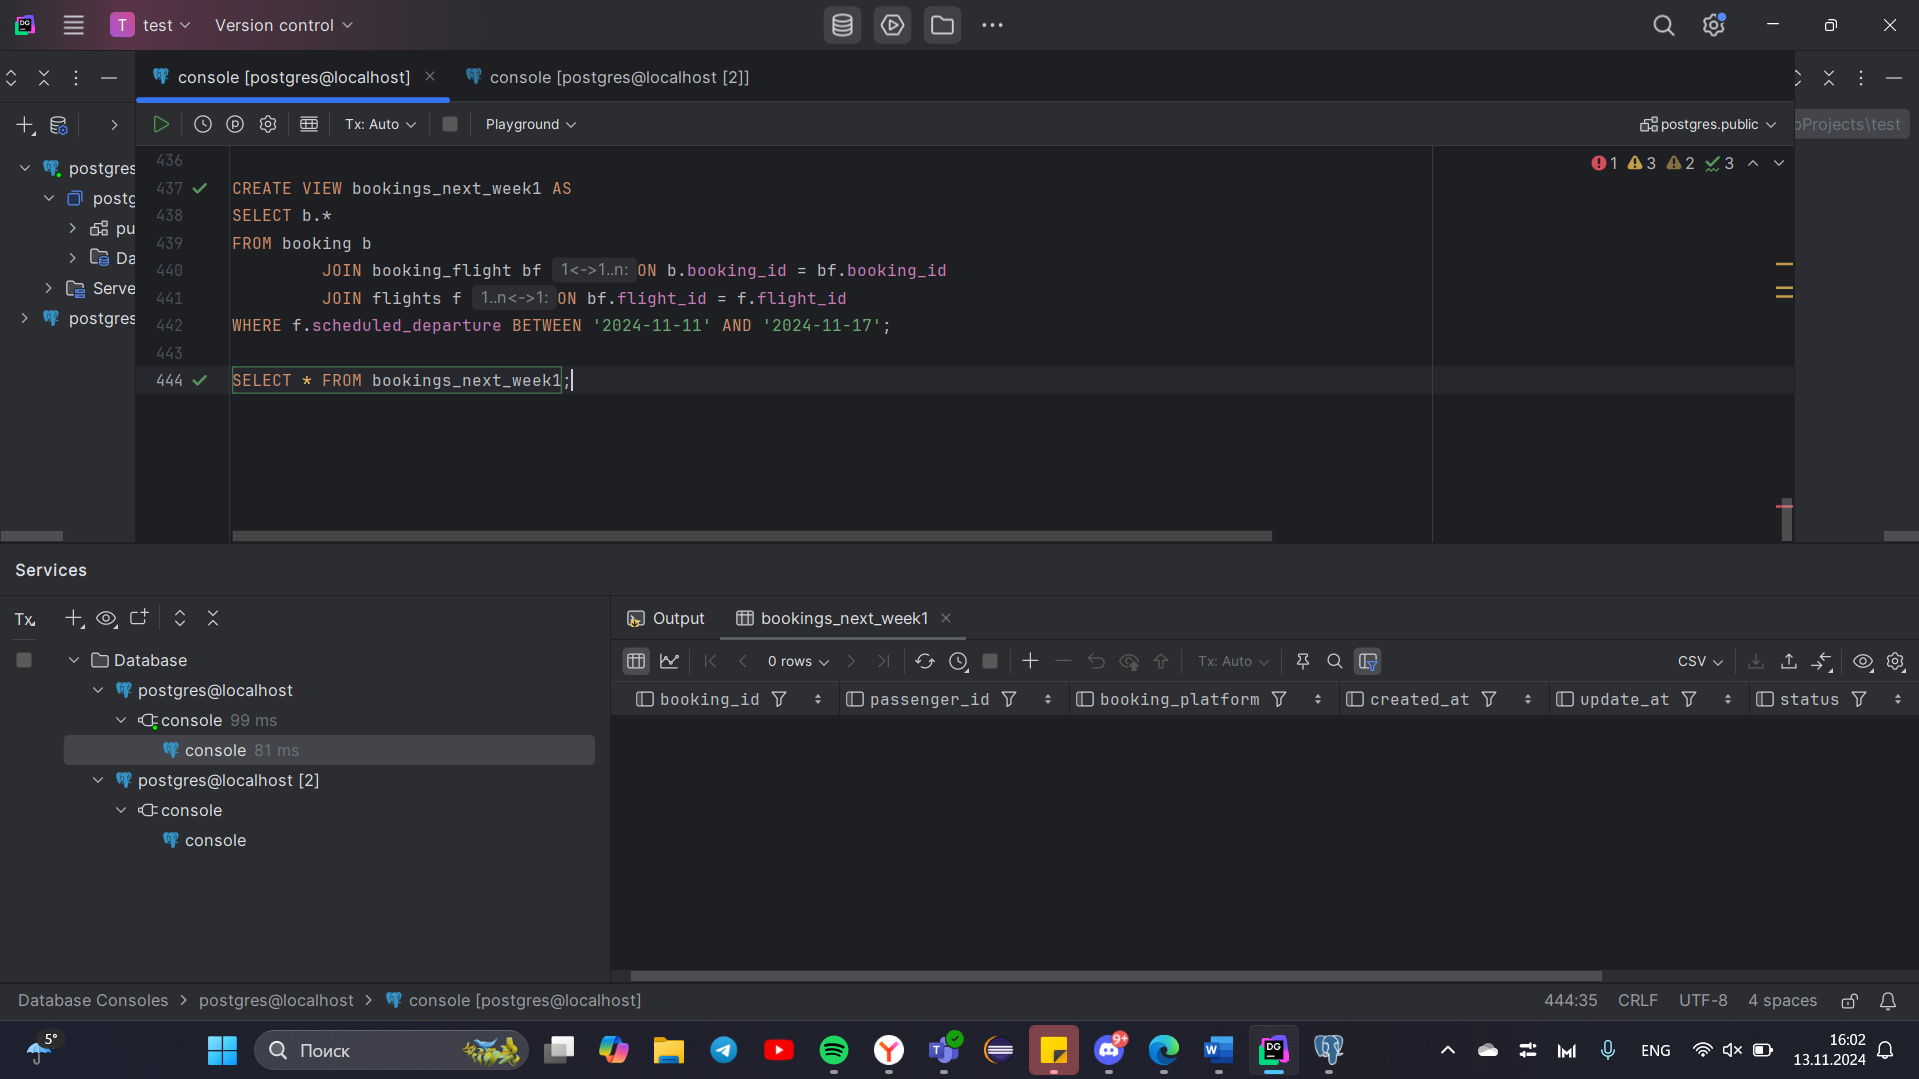 DG T test Version control
console [postgres@localhost] console [postgres@localhost [2]]
Tx: Auto Playground postgres.public oProjects\test
postgres
postg
pu
Da
Serve
postgres
436 1 3 2 3
437 CREATE VIEW bookings_next_week1 AS
438 SELECT b.*
439 FROM booking b
440 JOIN booking_flight bf 1<->1..n: ON b.booking_id = bf.booking_id
441 JOIN flights f 1..n<->1: ON bf.flight_id = f.flight_id
442 WHERE f.scheduled_departure BETWEEN '2024-11-11' AND '2024-11-17';
443
444 SELECT * FROM bookings_next_week1;
Services
Tx
Database
postgres@localhost
console 99 ms
console 81 ms
postgres@localhost [2]
console
console
Output bookings_next_week1
0 rows Tx: Auto CSV
booking_id passenger_id booking_platform created_at update_at status
Database Consoles > postgres@localhost > console [postgres@localhost] 444:35 CRLF UTF-8 4 spaces
5° Поиск 9+ DG ENG 16:02
13.11.2024